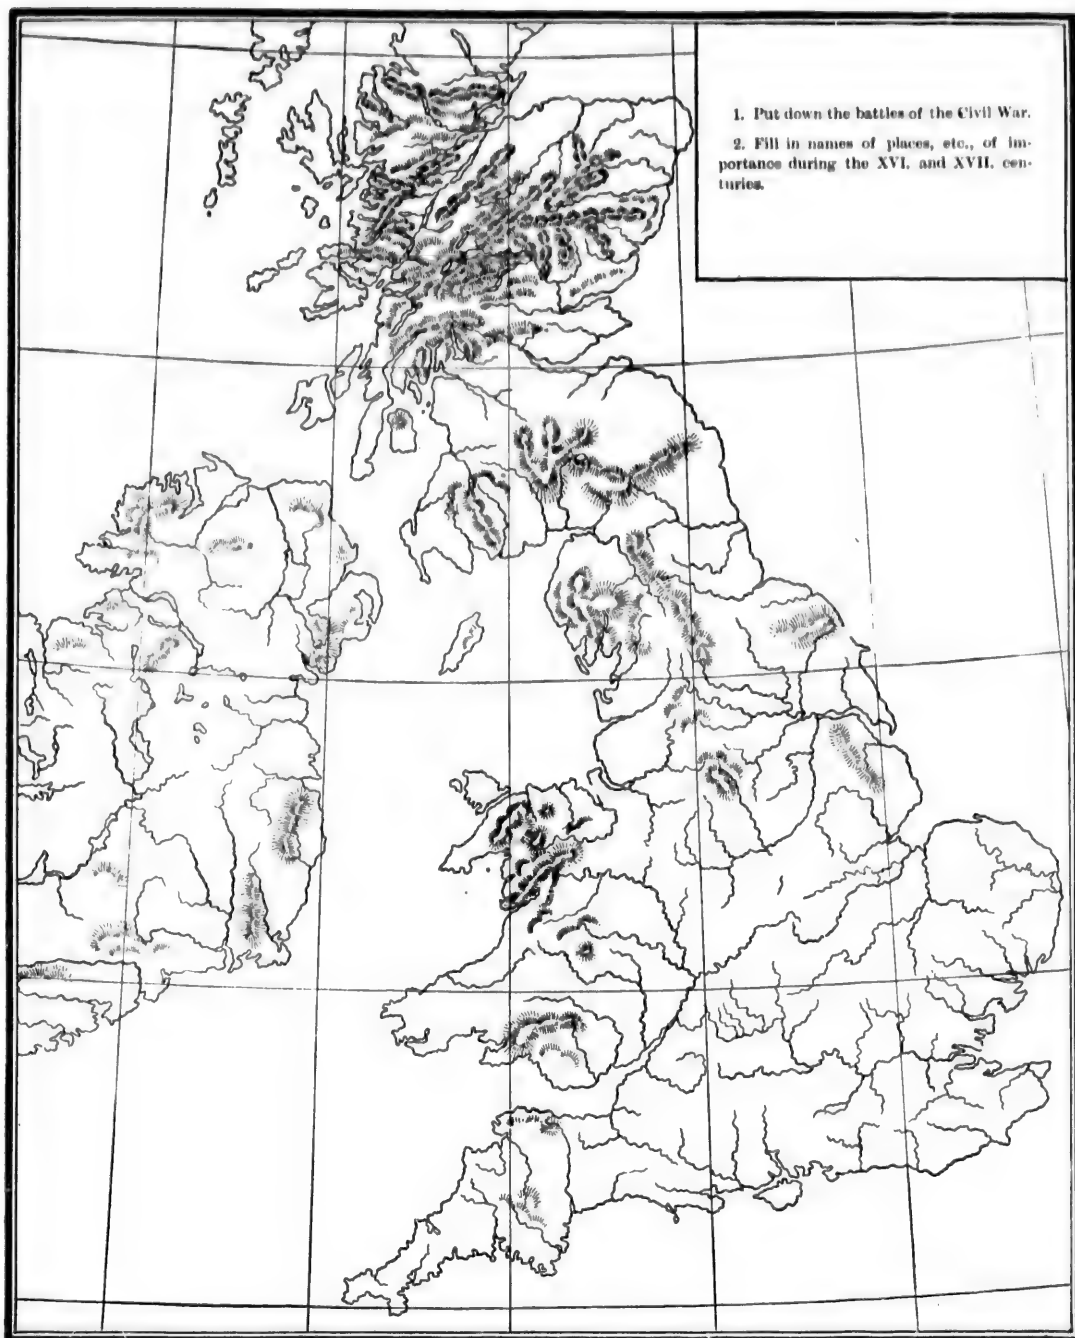 1. Put down the battles of the Civil War.
2. Fill in names of places, etc., of im-
portance during the XVI. and XVII. cen-
turies.